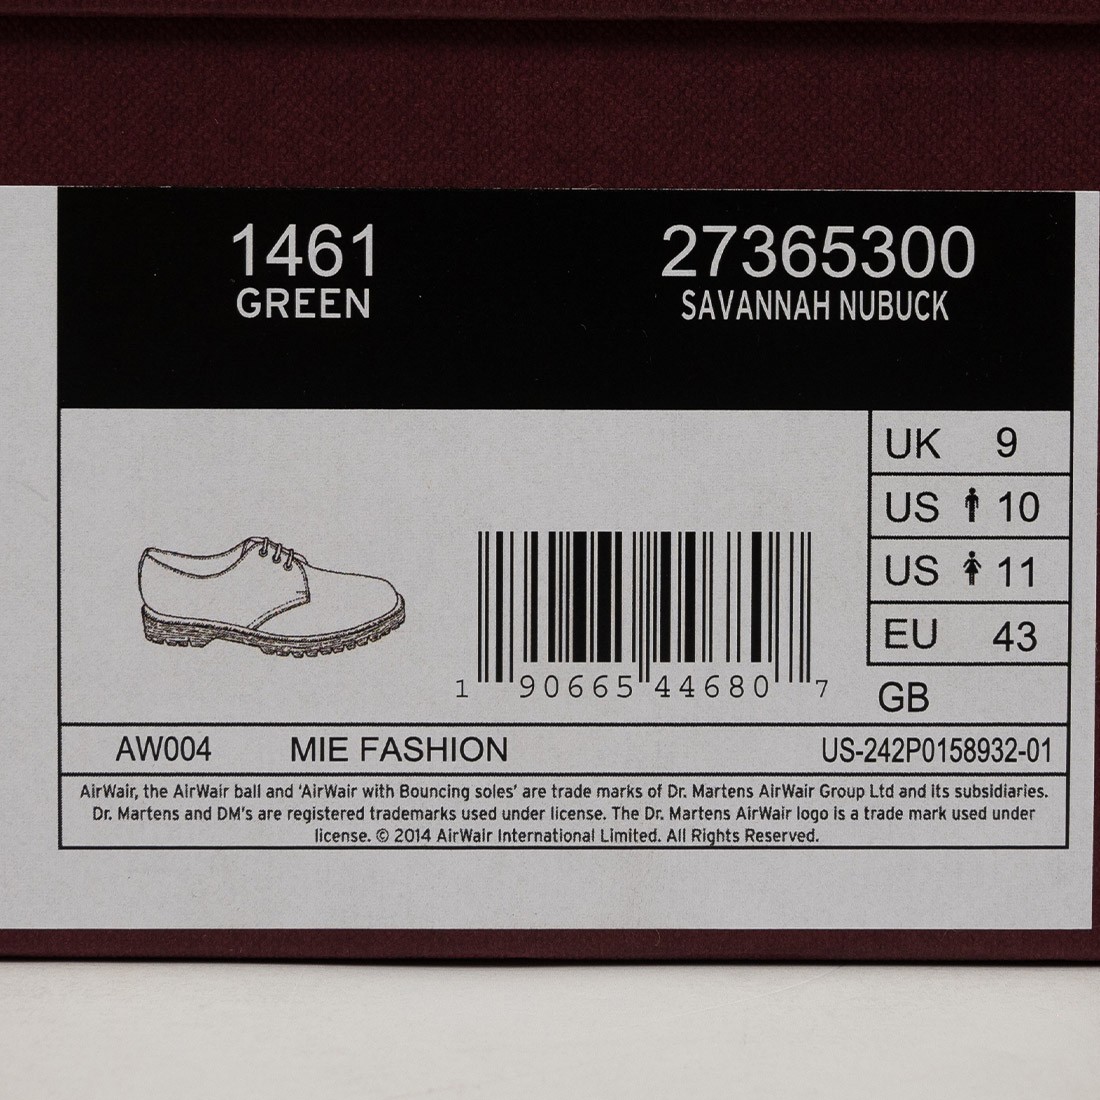 1461
GREEN
27365300
SAVANNAH NUBUCK
UK 9
US 10
US 11
EU 43
GB
1 90665 44680 7
AW004 MIE FASHION US-242P0158932-01
AirWair, the AirWair ball and ‘AirWair with Bouncing soles’ are trade marks of Dr. Martens AirWair Group Ltd and its subsidiaries.
Dr. Martens and DM's are registered trademarks used under license. The Dr. Martens AirWair logo is a trade mark used under
license. © 2014 AirWair International Limited. All Rights Reserved.